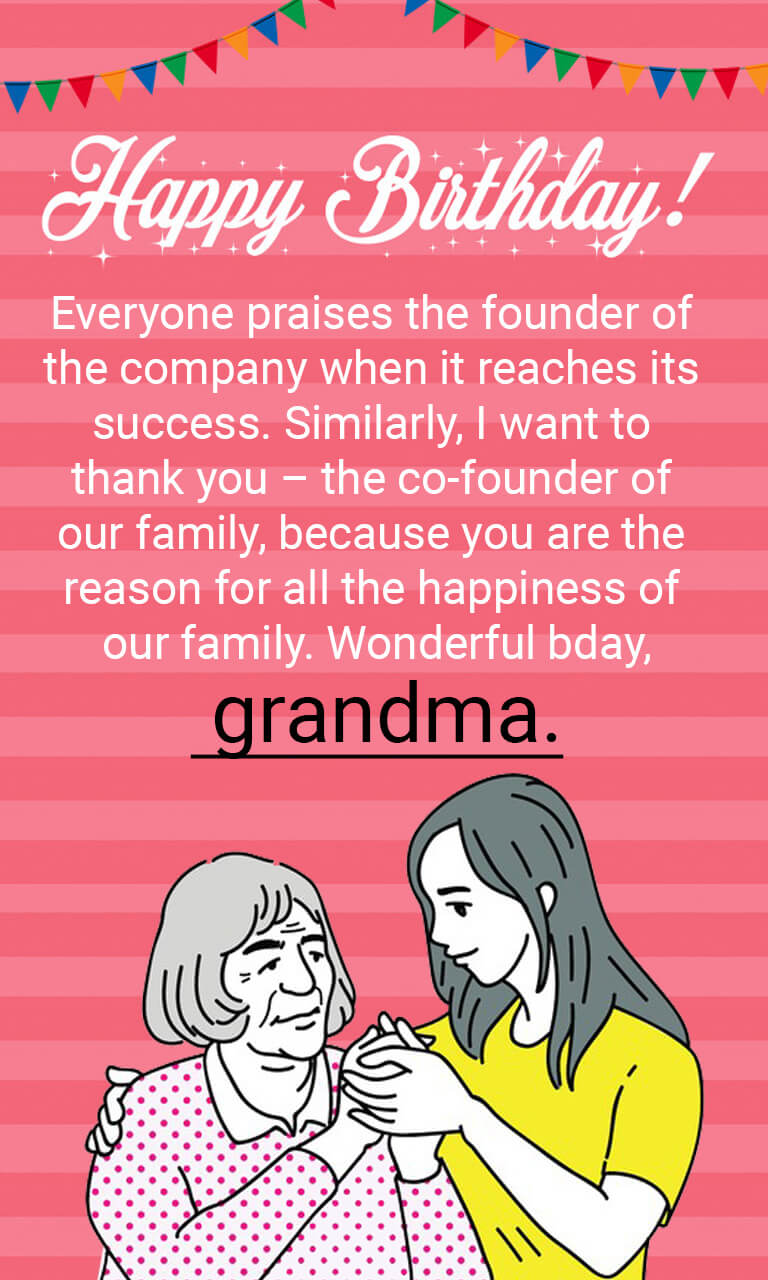 Happy Birthday!
Everyone praises the founder of
the company when it reaches its
success. Similarly, I want to
thank you – the co-founder of
our family, because you are the
reason for all the happiness of
our family. Wonderful bday,
grandma.